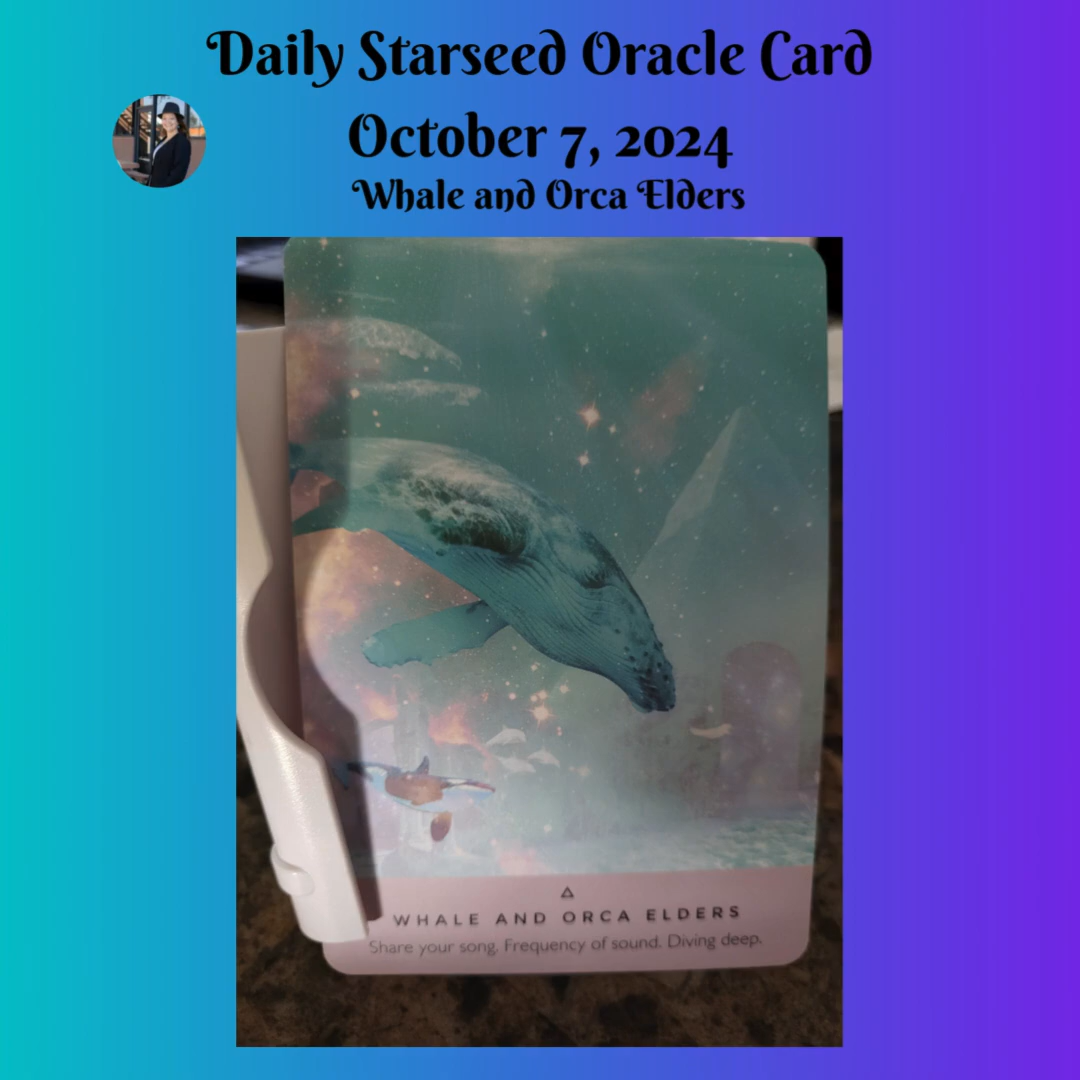 Daily Starseed Oracle Card
October 7, 2024
Whale and Orca Elders
WHALE AND ORCA ELDERS
Share your song. Frequency of sound. Diving deep.